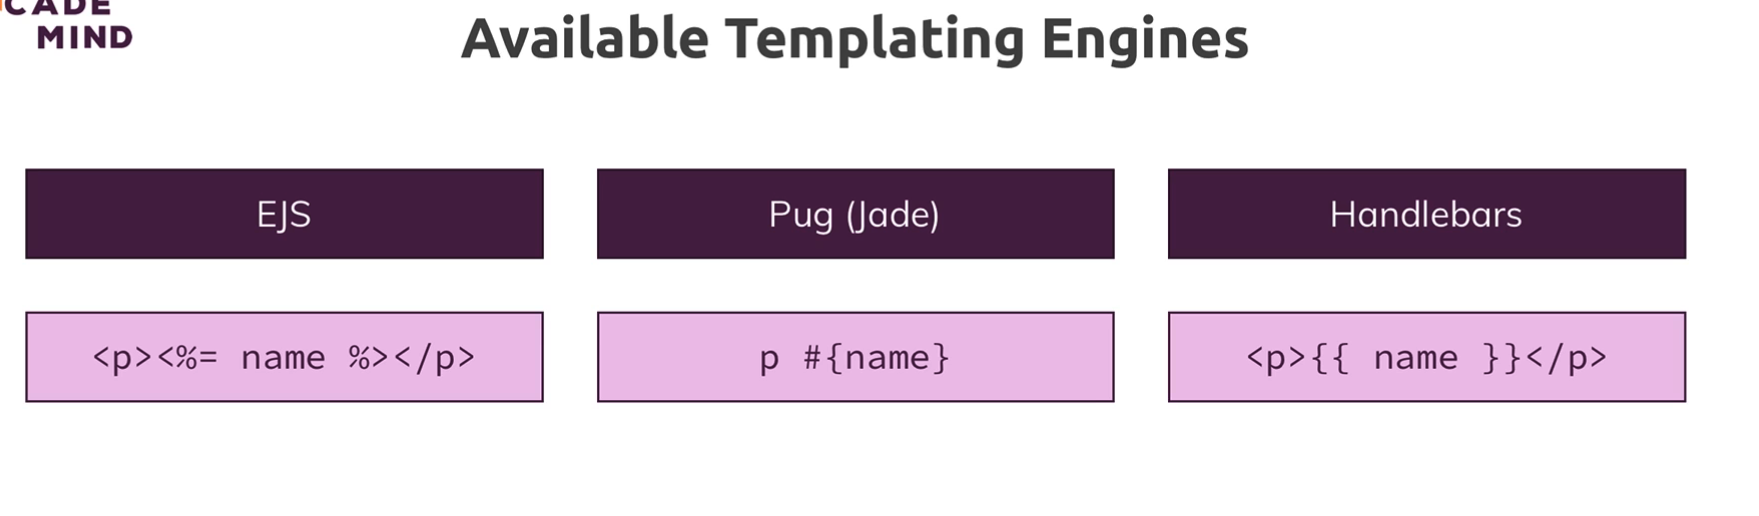 CADE
MIND
Available Templating Engines
EJS
Pug (Jade)
Handlebars
<p><%= name %></p>
p #{name}
<p>{{ name }}</p>